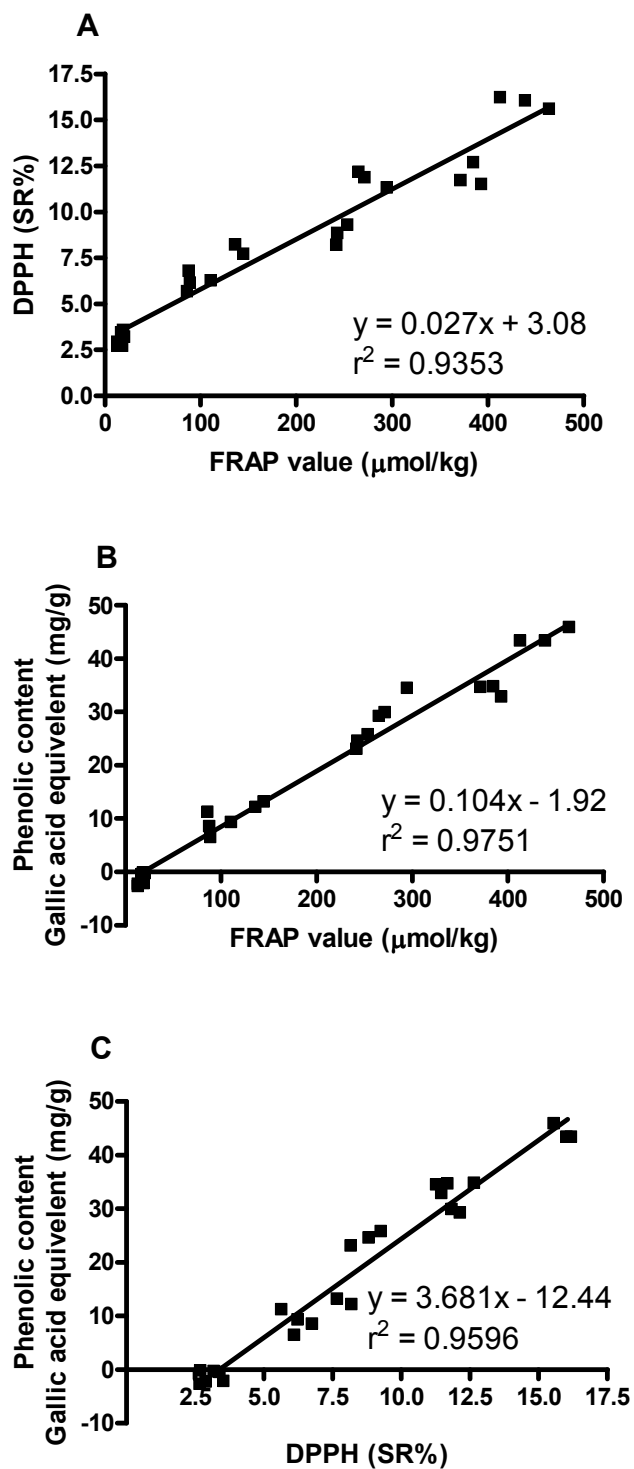 A
17.5
15.0
12.5
10.0
7.5
5.0
2.5
0.0
DPPH (SR%)
y = 0.027x + 3.08
r² = 0.9353
0 100 200 300 400 500
FRAP value (μmol/kg)
B
50
40
30
20
10
0
-10
Phenolic content
Gallic acid equivelent (mg/g)
y = 0.104x - 1.92
r² = 0.9751
100 200 300 400 500
FRAP value (μmol/kg)
C
50
40
30
20
10
0
-10
Phenolic content
Gallic acid equivelent (mg/g)
y = 3.681x - 12.44
r² = 0.9596
2.5 5.0 7.5 10.0 12.5 15.0 17.5
DPPH (SR%)